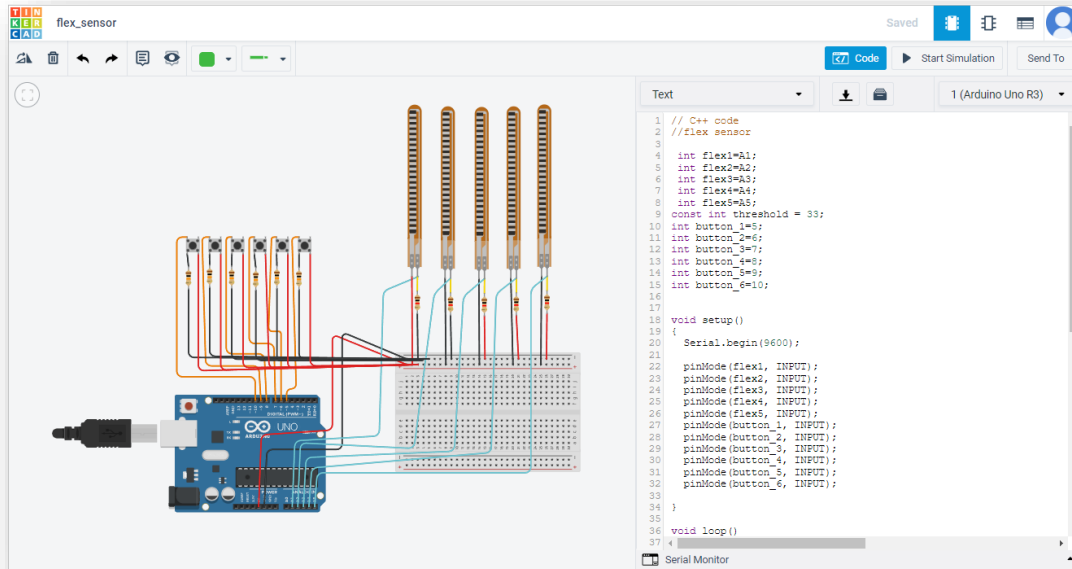 TIN
KER
CAD
flex_sensor
Saved
Code
Start Simulation
Send To
Text
1 (Arduino Uno R3)
1 // C++ code
2 //flex sensor
3
4 int flex1=A1;
5 int flex2=A2;
6 int flex3=A3;
7 int flex4=A4;
8 int flex5=A5;
9 const int threshold = 33;
10 int button_1=5;
11 int button_2=6;
12 int button_3=7;
13 int button_4=8;
14 int button_5=9;
15 int button_6=10;
16
17
18 void setup()
19 {
20 Serial.begin(9600);
21
22 pinMode(flex1, INPUT);
23 pinMode(flex2, INPUT);
24 pinMode(flex3, INPUT);
25 pinMode(flex4, INPUT);
26 pinMode(flex5, INPUT);
27 pinMode(button_1, INPUT);
28 pinMode(button_2, INPUT);
29 pinMode(button_3, INPUT);
30 pinMode(button_4, INPUT);
31 pinMode(button_5, INPUT);
32 pinMode(button_6, INPUT);
33
34 }
35
36 void loop()
37
Serial Monitor
DIGITAL (PWM~)
UNO
ARDUINO
POWER